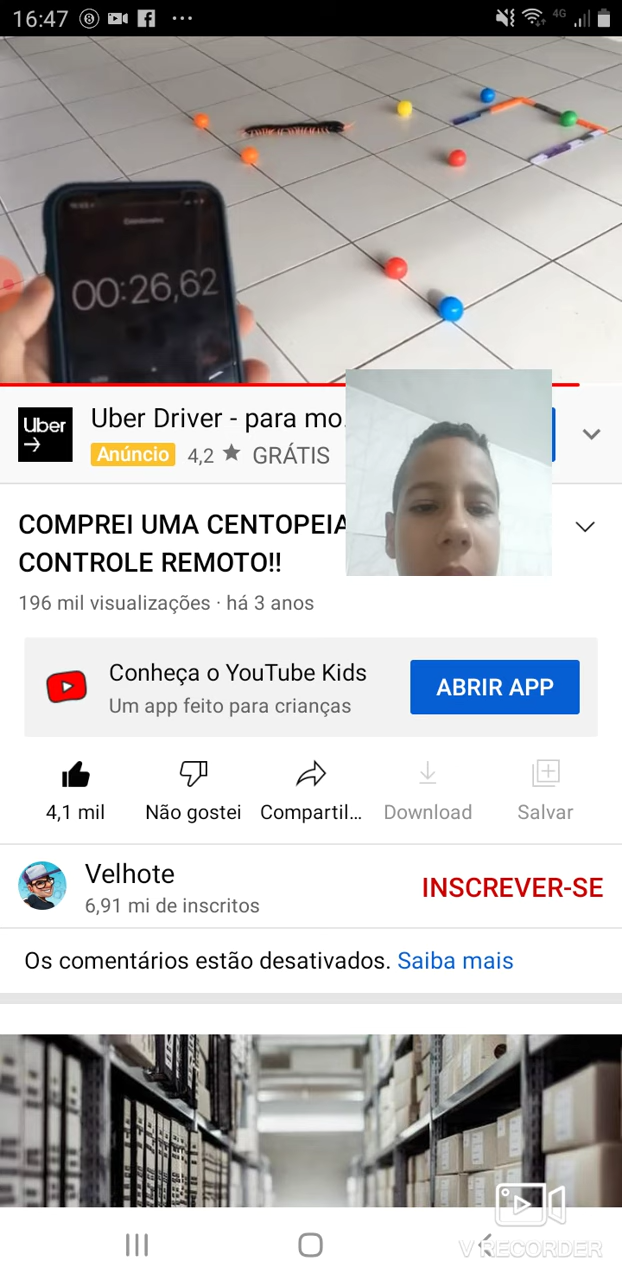 16:47
4G
00:26,62
Uber
Uber Driver - para mo.
Anúncio 4,2 ★ GRÁTIS
COMPREI UMA CENTOPEIA
CONTROLE REMOTO!!
196 mil visualizações · há 3 anos
Conheça o YouTube Kids
Um app feito para crianças
ABRIR APP
4,1 mil
Não gostei
Compartil...
Download
Salvar
Velhote
6,91 mi de inscritos
INSCREVER-SE
Os comentários estão desativados. Saiba mais
V RECORDER